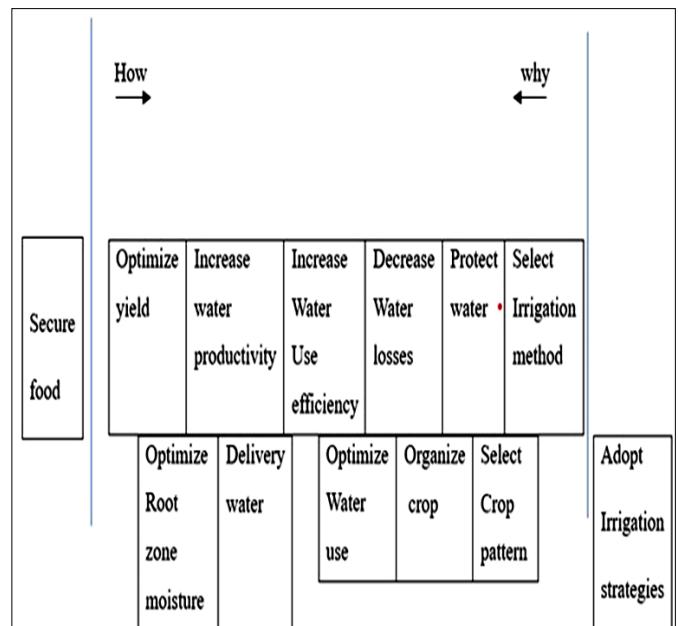 How
why
Secure
food
Optimize
yield
Increase
water
productivity
Increase
Water
Use
efficiency
Decrease
Water
losses
Protect
water
Select
Irrigation
method
Optimize
Root
zone
moisture
Delivery
water
Optimize
Water
use
Organize
crop
Select
Crop
pattern
Adopt
Irrigation
strategies